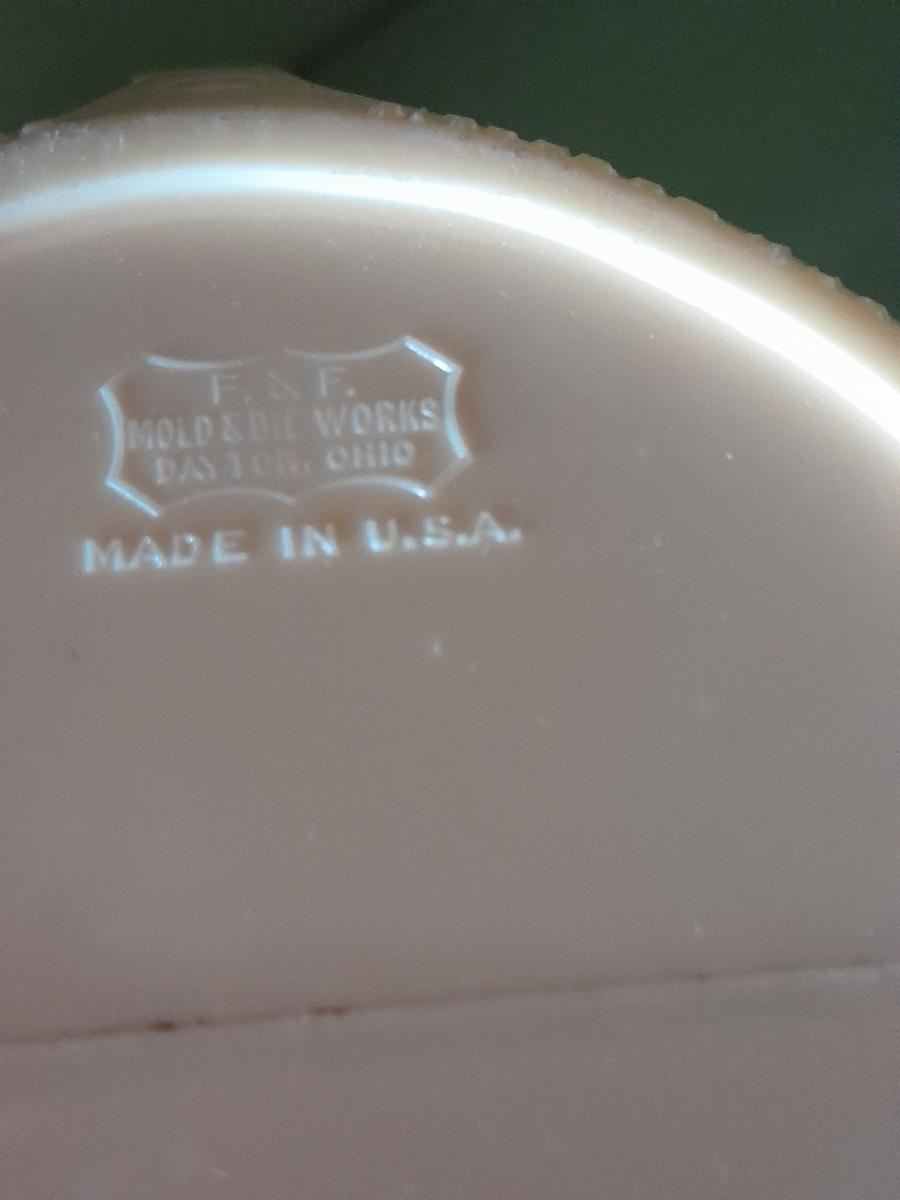 F. & F.
MOLD & DIE WORKS
DAYTON, OHIO
MADE IN U.S.A.